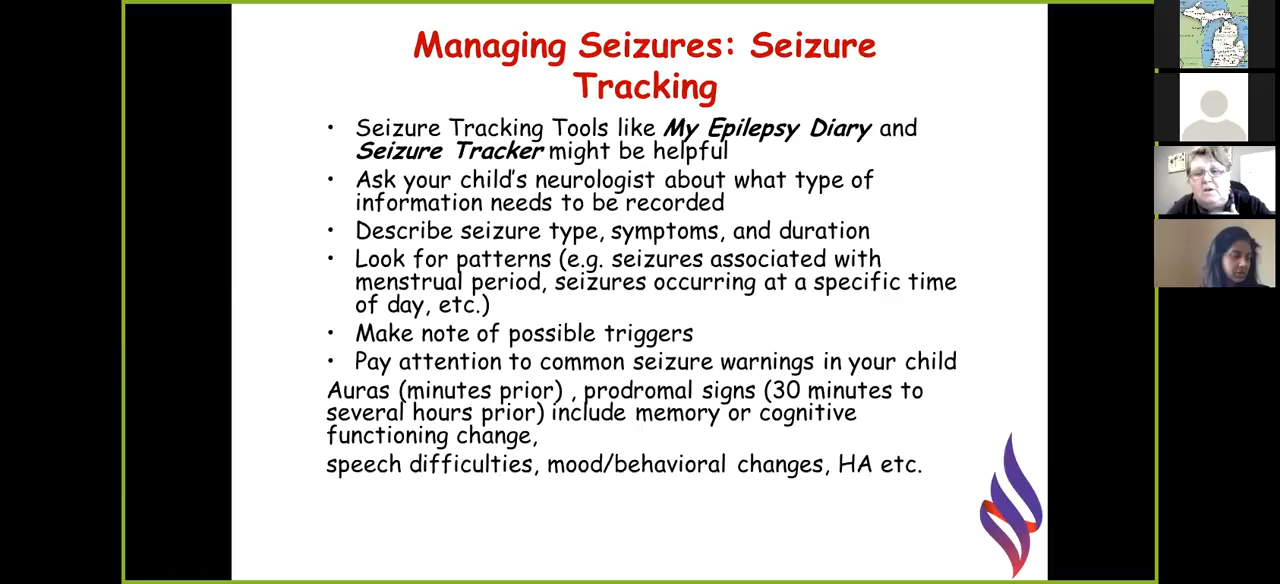 Managing Seizures: Seizure
Tracking
• Seizure Tracking Tools like My Epilepsy Diary and
Seizure Tracker might be helpful
• Ask your child's neurologist about what type of
information needs to be recorded
• Describe seizure type, symptoms, and duration
• Look for patterns (e.g. seizures associated with
menstrual period, seizures occurring at a specific time
of day, etc.)
• Make note of possible triggers
• Pay attention to common seizure warnings in your child
Auras (minutes prior) , prodromal signs (30 minutes to
several hours prior) include memory or cognitive
functioning change,
speech difficulties, mood/behavioral changes, HA etc.